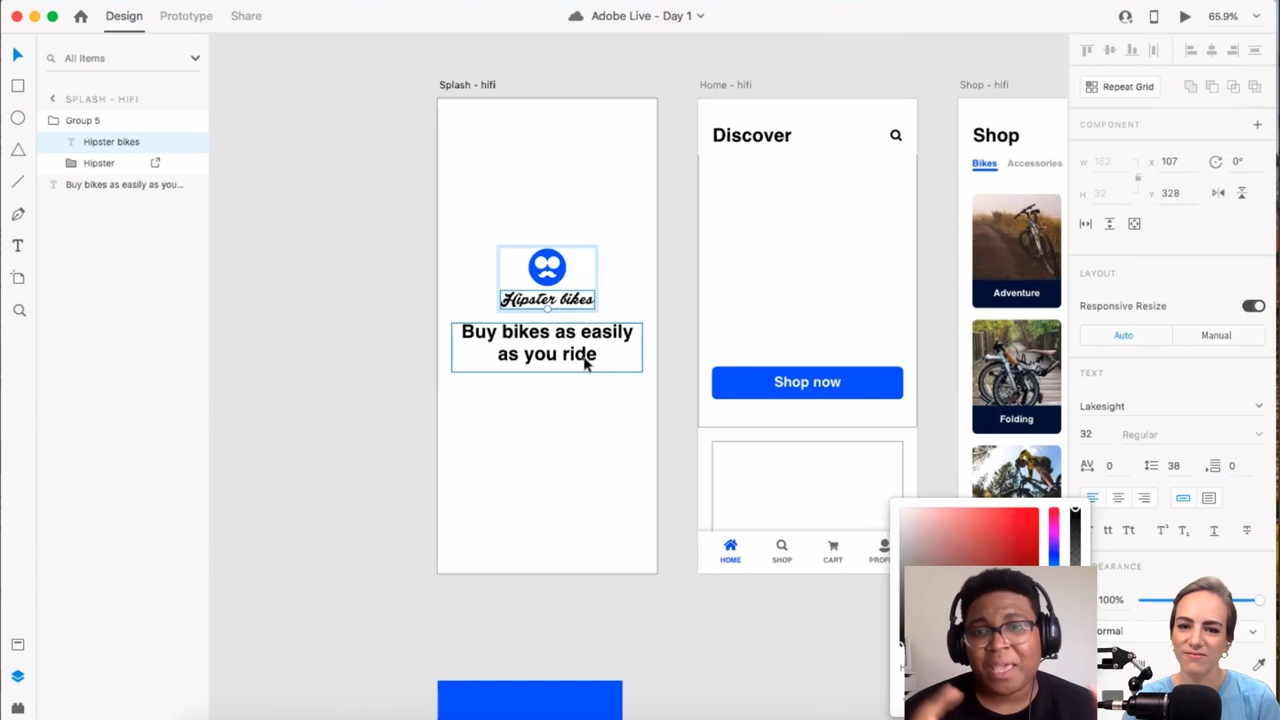 Design
Prototype
Share
Adobe Live - Day 1
65.9%
All Items
SPLASH - HIFI
Group 5
Hipster bikes
Hipster
Buy bikes as easily as you...
Splash - hifi
Hipster bikes
Buy bikes as easily
as you ride
Home - hifi
Discover
Shop now
HOME
SHOP
CART
Shop - hifi
Shop
Bikes
Accessories
Adventure
Folding
Repeat Grid
COMPONENT
W
162
X
107
0°
H
32
Y
328
LAYOUT
Responsive Resize
Auto
Manual
TEXT
Lakesight
32
Regular
AV
0
38
0
tt
Tt
T¹
T₁
T
T
100%